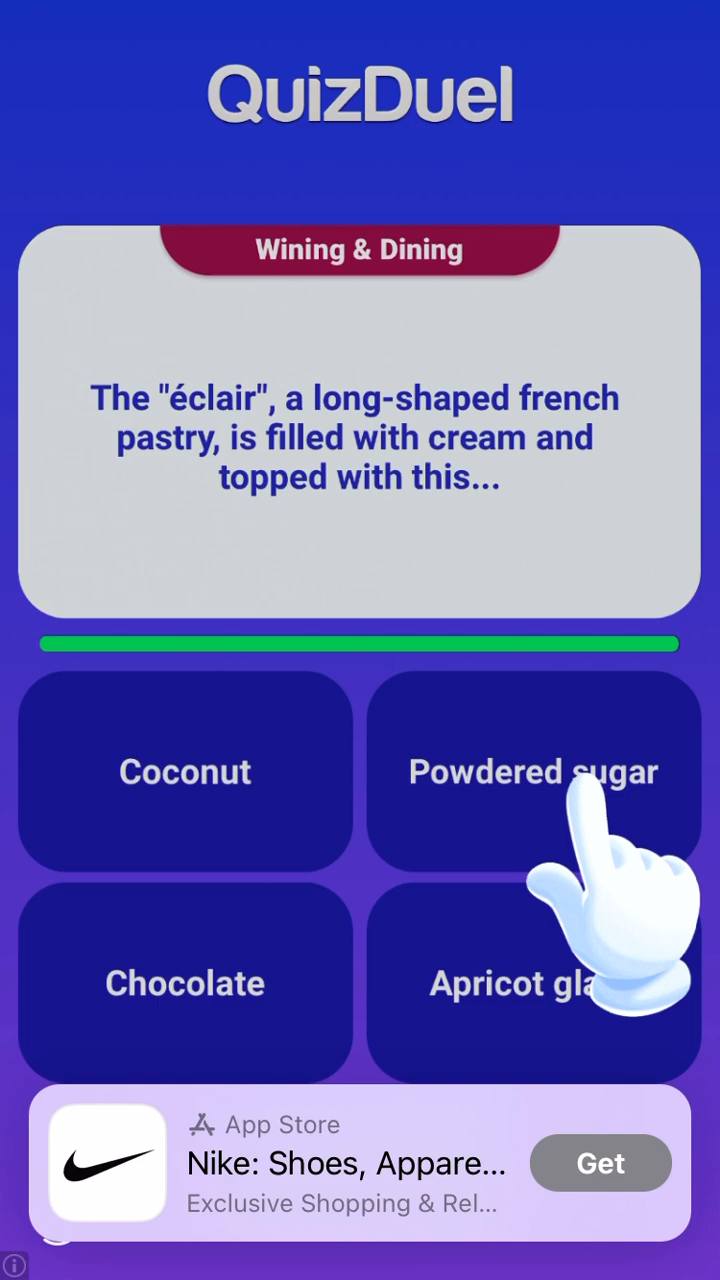 QuizDuel
Wining & Dining
The "éclair", a long-shaped french
pastry, is filled with cream and
topped with this...
Coconut
Powdered sugar
Chocolate
Apricot
App Store
Nike: Shoes, Appare...
Exclusive Shopping & Rel...
Get